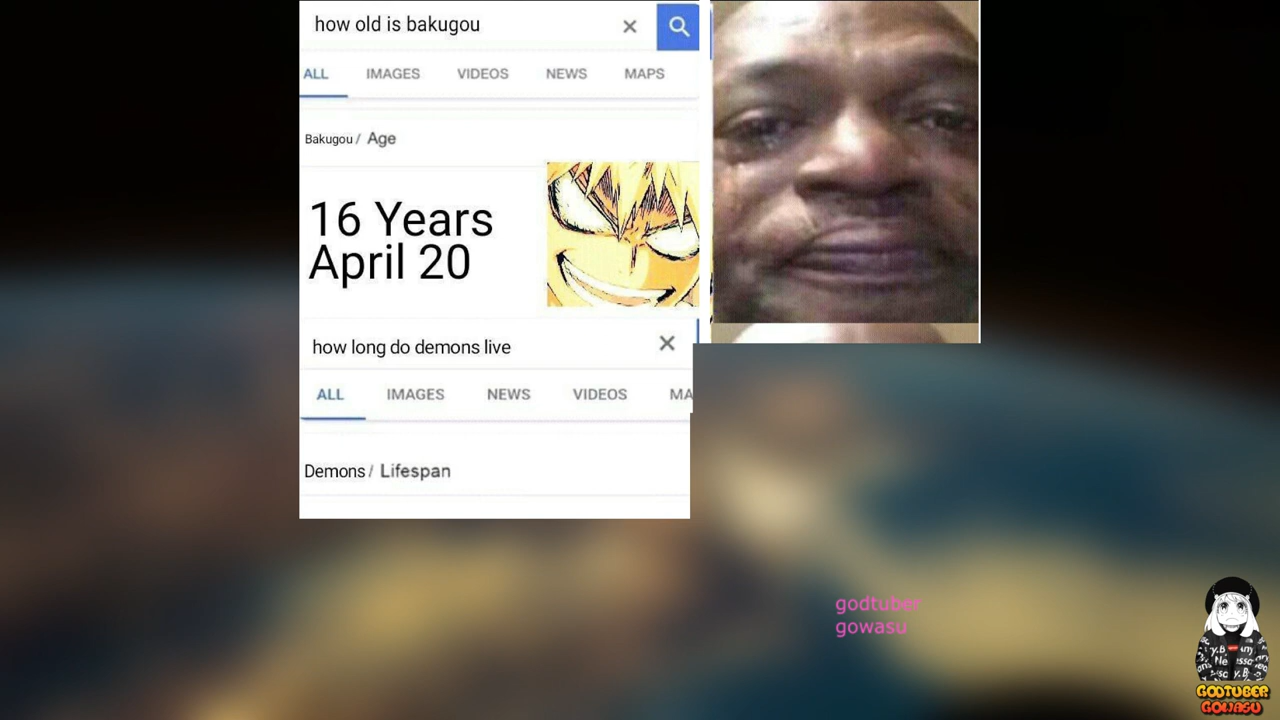 how old is bakugou
ALL IMAGES VIDEOS NEWS MAPS
Bakugou / Age
16 Years
April 20
how long do demons live
ALL IMAGES NEWS VIDEOS MA
Demons / Lifespan
godtuber
gowasu
GODTUBER
GOWASU